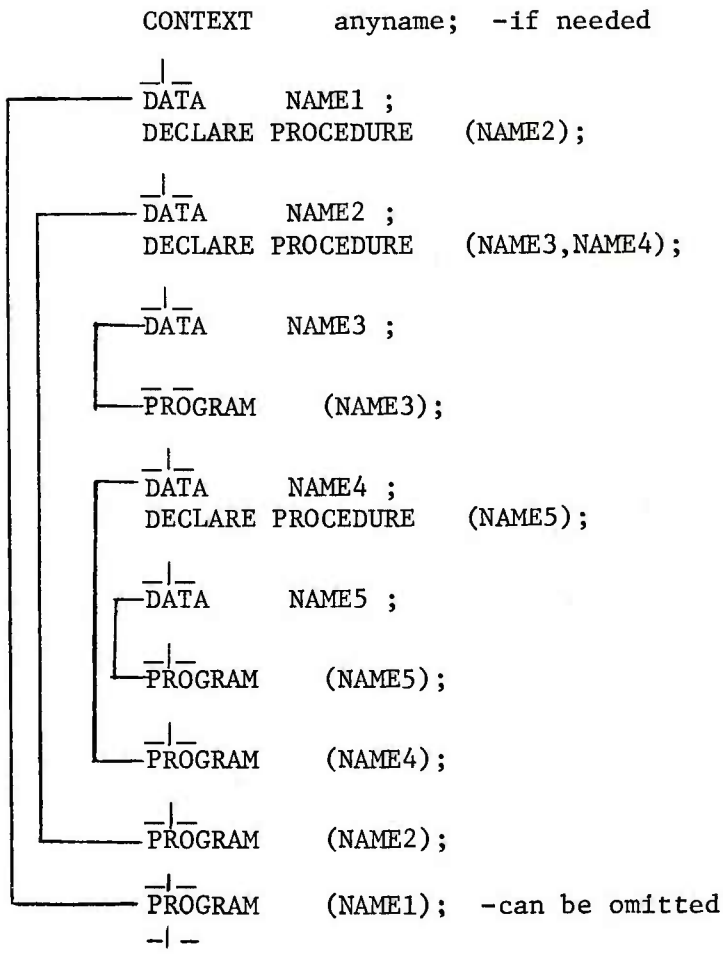 CONTEXT anyname; -if needed
_|_
DATA NAME1 ;
DECLARE PROCEDURE (NAME2);
_|_
DATA NAME2 ;
DECLARE PROCEDURE (NAME3,NAME4);
_|_
DATA NAME3 ;
_ _
PROGRAM (NAME3);
_|_
DATA NAME4 ;
DECLARE PROCEDURE (NAME5);
_|_
DATA NAME5 ;
_|_
PROGRAM (NAME5);
_|_
PROGRAM (NAME4);
_|_
PROGRAM (NAME2);
_|_
PROGRAM (NAME1); -can be omitted
_|_